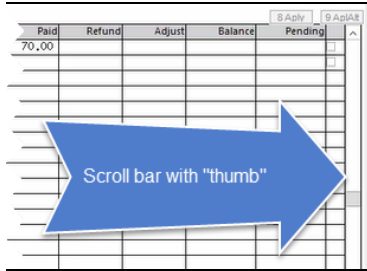 8 Aply 9 AplAlt
Paid Refund Adjust Balance Pending
70.00
Scroll bar with "thumb"